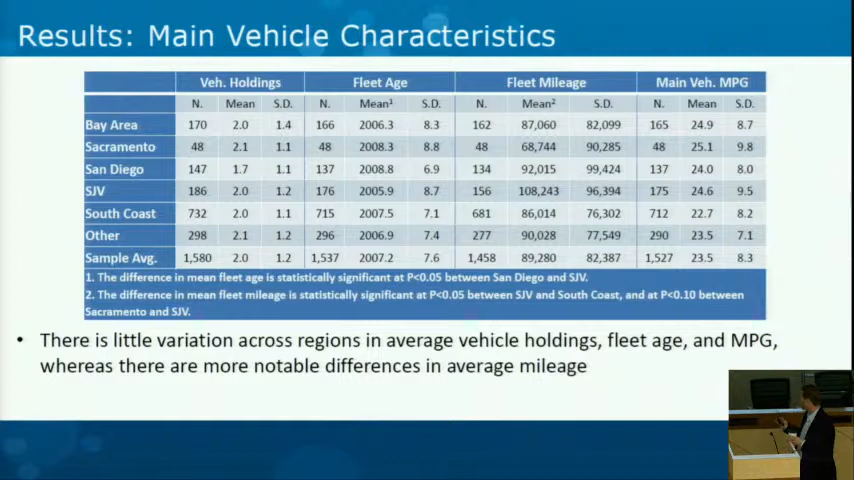 Results: Main Vehicle Characteristics
Veh. Holdings Fleet Age Fleet Mileage Main Veh. MPG
N. Mean S.D. N. Mean¹ S.D. N. Mean² S.D. N. Mean S.D.
Bay Area 170 2.0 1.4 166 2006.3 8.3 162 87,060 82,099 165 24.9 8.7
Sacramento 48 2.1 1.1 48 2008.3 8.8 48 68,744 90,285 48 25.1 9.8
San Diego 147 1.7 1.1 137 2008.8 6.9 134 92,015 99,424 137 24.0 8.0
SJV 186 2.0 1.2 176 2005.9 8.7 156 108,243 96,394 175 24.6 9.5
South Coast 732 2.0 1.1 715 2007.5 7.1 681 86,014 76,302 712 22.7 8.2
Other 298 2.1 1.2 296 2006.9 7.4 277 90,028 77,549 290 23.5 7.1
Sample Avg. 1,580 2.0 1.2 1,537 2007.2 7.6 1,458 89,280 82,387 1,527 23.5 8.3
1. The difference in mean fleet age is statistically significant at P<0.05 between San Diego and SJV.
2. The difference in mean fleet mileage is statistically significant at P<0.05 between SJV and South Coast, and at P<0.10 between
Sacramento and SJV.
• There is little variation across regions in average vehicle holdings, fleet age, and MPG,
whereas there are more notable differences in average mileage